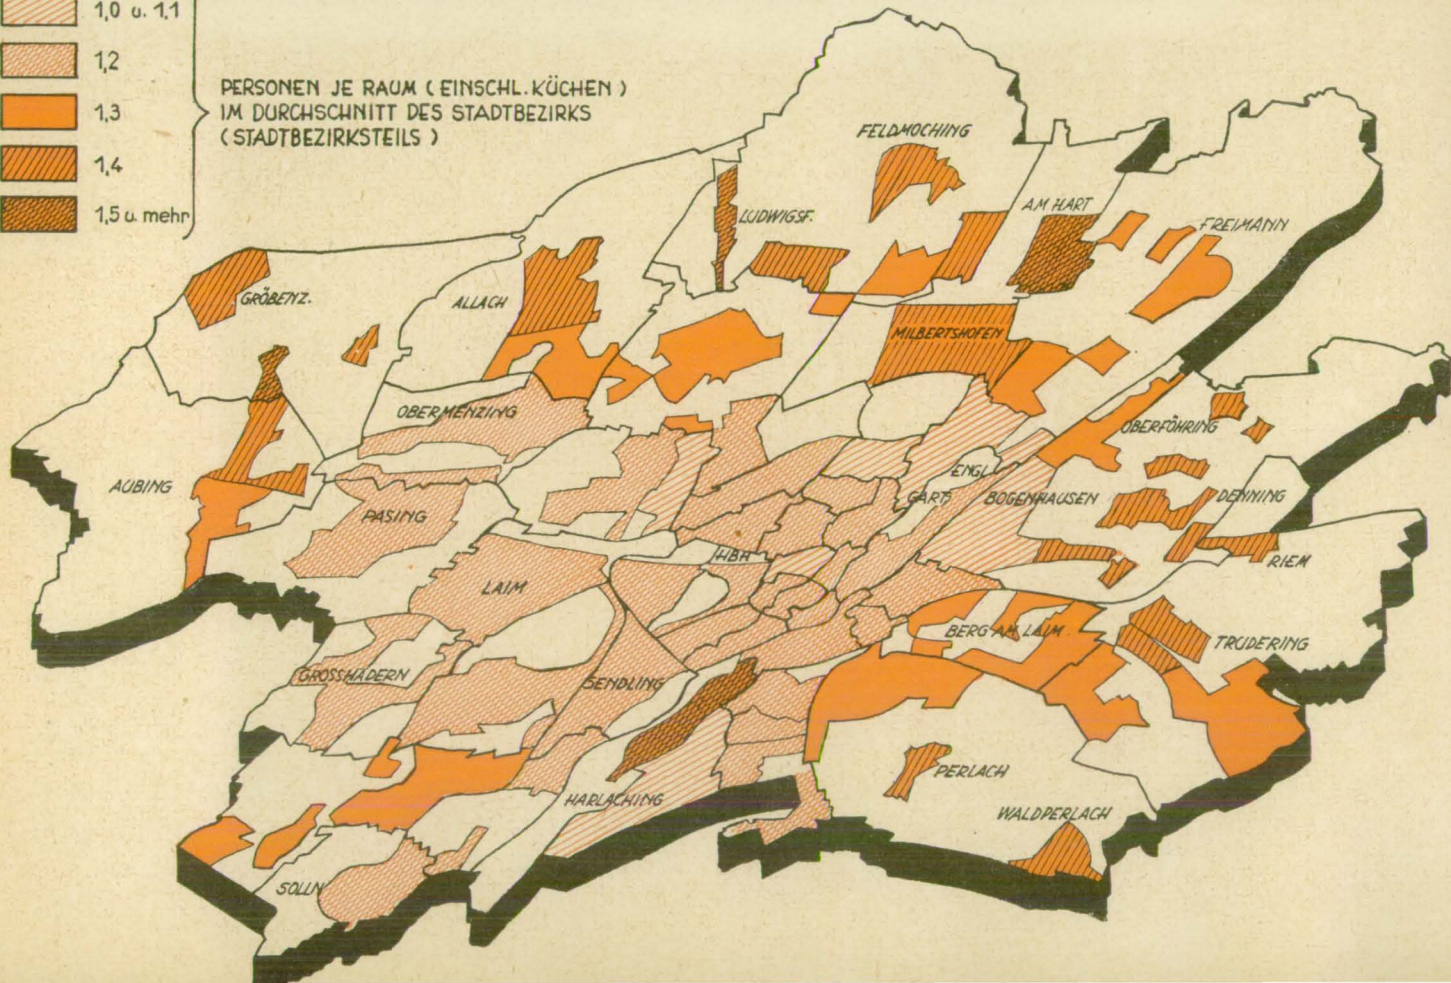 1,0 u. 1,1
1,2
1,3
1,4
1,5 u. mehr
PERSONEN JE RAUM (EINSCHL. KÜCHEN)
IM DURCHSCHNITT DES STADTBEZIRKS
(STADTBEZIRKSTEILS)
FELDMOCHING
AM HART
LUDWIGSF.
FREIMANN
GRÖBENZ.
ALLACH
MILBERTSHOFEN
OBERMENZING
OBERFÖHRING
ENGL.
GART.
AUBING
BOGENHAUSEN
DENNING
PASING
HBH
RIEM
LAIM
BERG AM LAIM
TRUDERING
GROSSHADERN
SENDLING
PERLACH
HARLACHING
WALDPERLACH
SOLLN